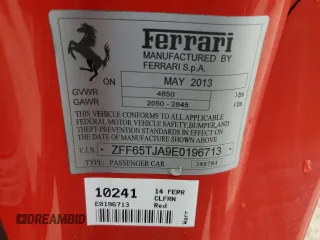 Ferrari
MANUFACTURED BY
FERRARI S.p.A.
ON MAY 2013
GVWR 4850 lbs
GAWR 2050 - 2845 lbs
THIS VEHICLE CONFORMS TO ALL APPLICABLE
FEDERAL MOTOR VEHICLE SAFETY, BUMPER, AND
THEFT PREVENTION STANDARDS IN EFFECT ON THE
DATE OF MANUFACTURE SHOWN ABOVE.
V.I.N. ZFF65TJA9E0196713
TYPE: PASSENGER CAR
10241 14 FEPR
CLFRN
E0196713 Red
DREAMBID